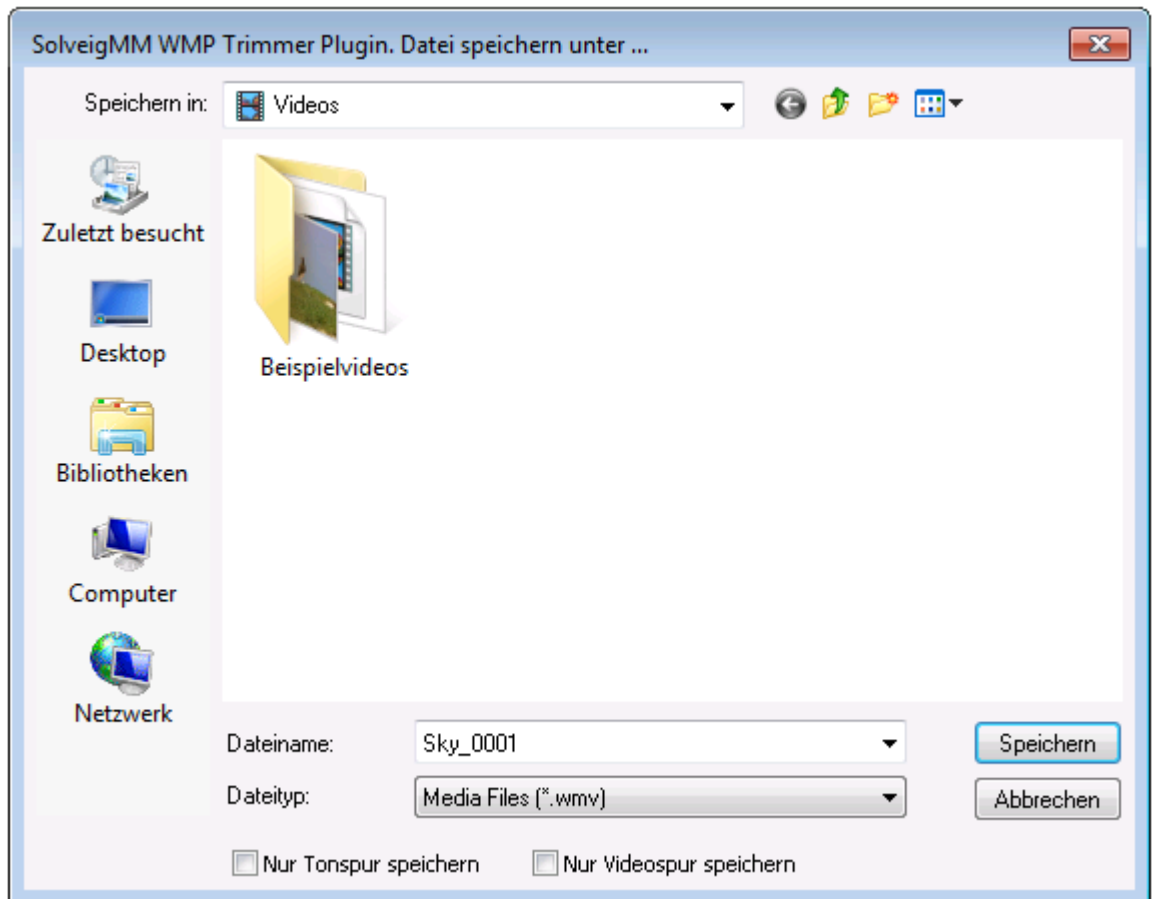 SolveigMM WMP Trimmer Plugin. Datei speichern unter ...
Speichern in:
Videos
Zuletzt besucht
Desktop
Bibliotheken
Computer
Netzwerk
Beispielvideos
Dateiname:
Sky_0001
Speichern
Dateityp:
Media Files (*.wmv)
Abbrechen
Nur Tonspur speichern
Nur Videospur speichern